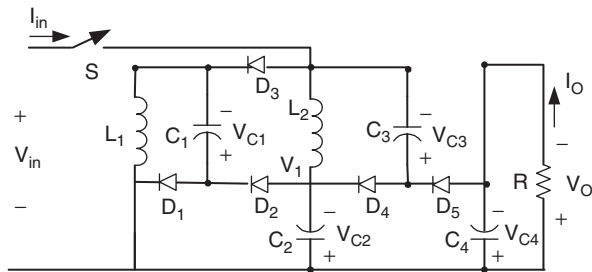 I_in
S
+
V_in
−
L_1
C_1
−
V_C1
+
D_3
L_2
V_1
C_3
−
V_C3
+
D_1
D_2
D_4
D_5
C_2
−
V_C2
+
C_4
−
V_C4
+
R
I_O
−
V_O
+